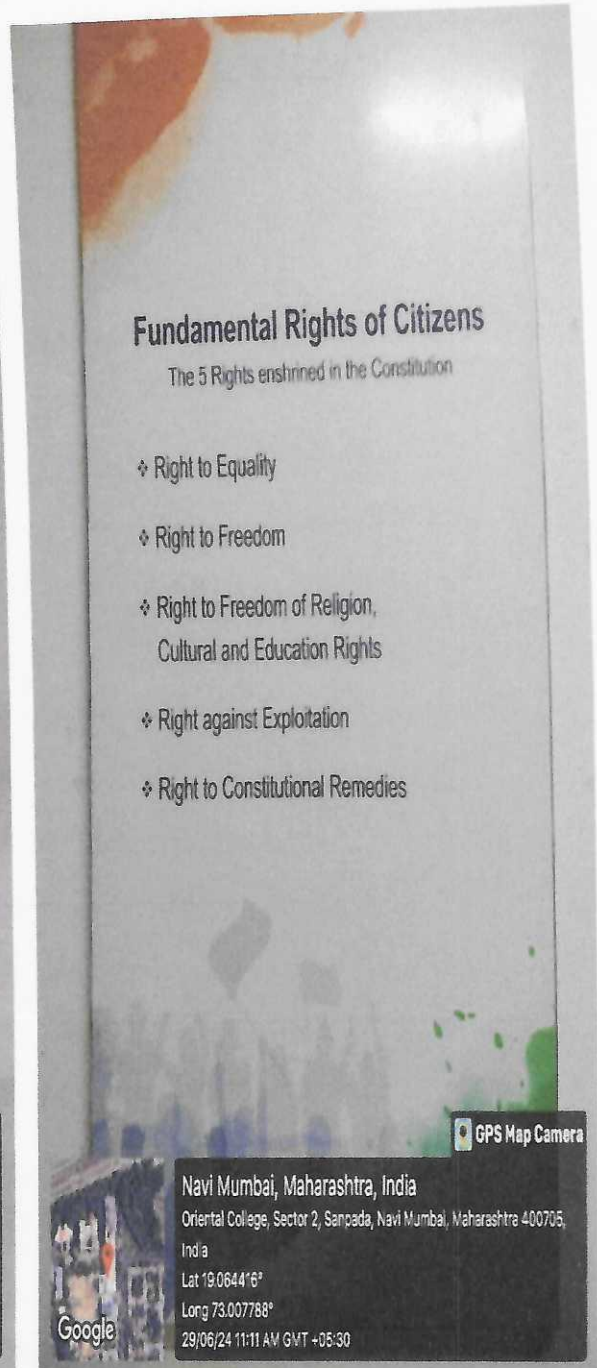 Fundamental Rights of Citizens
The 5 Rights enshrined in the Constitution
❖ Right to Equality
❖ Right to Freedom
❖ Right to Freedom of Religion,
Cultural and Education Rights
❖ Right against Exploitation
❖ Right to Constitutional Remedies
GPS Map Camera
Navi Mumbai, Maharashtra, India
Oriental College, Sector 2, Sanpada, Navi Mumbai, Maharashtra 400705,
India
Lat 19.064416°
Long 73.007788°
29/06/24 11:11 AM GMT +05:30
Google